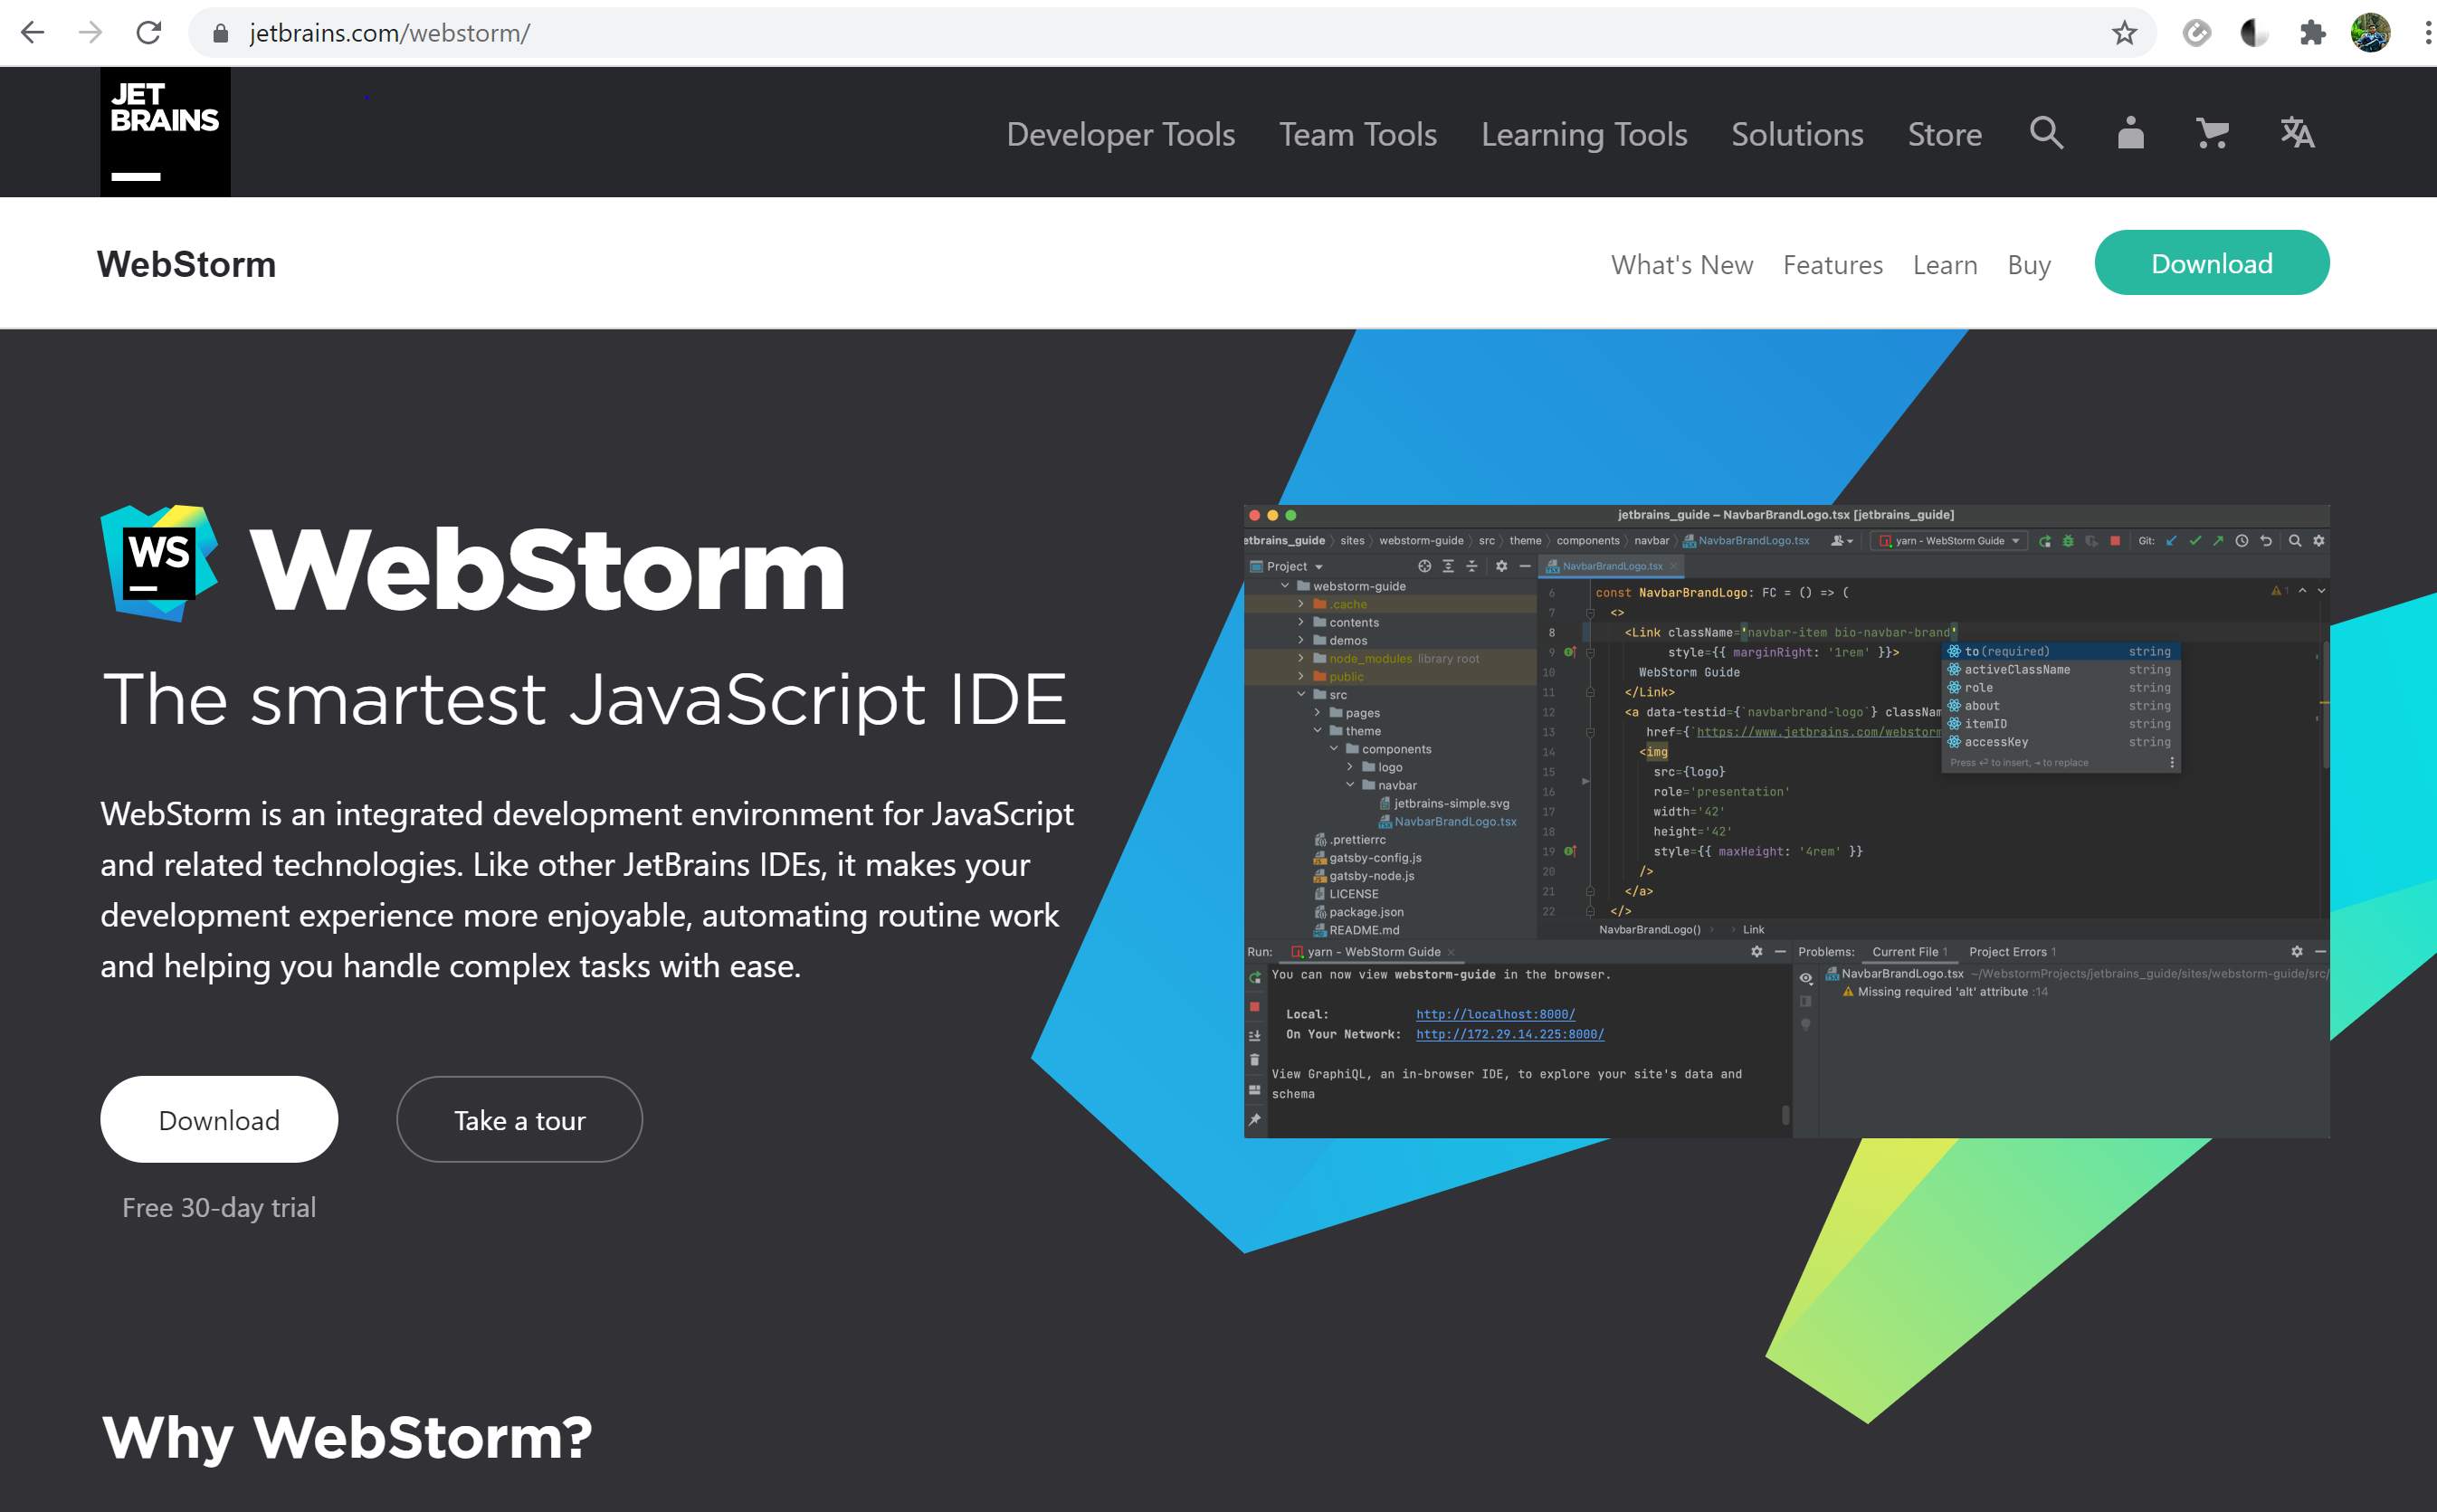 jetbrains.com/webstorm/
JET
BRAINS
Developer Tools Team Tools Learning Tools Solutions Store
WebStorm
What's New Features Learn Buy Download
WS
WebStorm
The smartest JavaScript IDE
WebStorm is an integrated development environment for JavaScript
and related technologies. Like other JetBrains IDEs, it makes your
development experience more enjoyable, automating routine work
and helping you handle complex tasks with ease.
Download
Take a tour
Free 30-day trial
jetbrains_guide – NavbarBrandLogo.tsx [jetbrains_guide]
etbrains_guide sites webstorm-guide src theme components navbar NavbarBrandLogo.tsx yarn - WebStorm Guide Git:
Project
webstorm-guide
.cache
contents
demos
node_modules library root
public
src
pages
theme
components
logo
navbar
jetbrains-simple.svg
NavbarBrandLogo.tsx
.prettierrc
gatsby-config.js
gatsby-node.js
LICENSE
package.json
README.md
NavbarBrandLogo.tsx
1
6 const NavbarBrandLogo: FC = () => (
7 <>
8 <Link className='navbar-item bio-navbar-brand'
9 style={{ marginRight: '1rem' }}>
10 WebStorm Guide
11 </Link>
12 <a data-testid={`navbarbrand-logo`} classNam
13 href={`https://www.jetbrains.com/webstorm
14 <img
15 src={logo}
16 role='presentation'
17 width='42'
18 height='42'
19 style={{ maxHeight: '4rem' }}
20 />
21 </a>
22 </>
to(required) string
activeClassName string
role string
about string
itemID string
accessKey string
Press ⏎ to insert, ⇥ to replace
NavbarBrandLogo() Link
Run: yarn - WebStorm Guide
You can now view webstorm-guide in the browser.
Local: http://localhost:8000/
On Your Network: http://172.29.14.225:8000/
View GraphiQL, an in-browser IDE, to explore your site's data and
schema
Problems: Current File 1 Project Errors 1
NavbarBrandLogo.tsx ~/WebstormProjects/jetbrains_guide/sites/webstorm-guide/src/
Missing required 'alt' attribute :14
Why WebStorm?